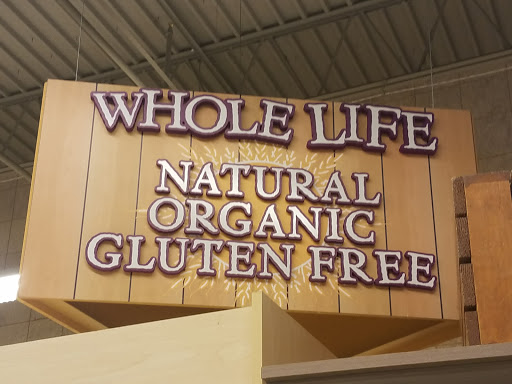 WHOLE LIFE
NATURAL
ORGANIC
GLUTEN FREE